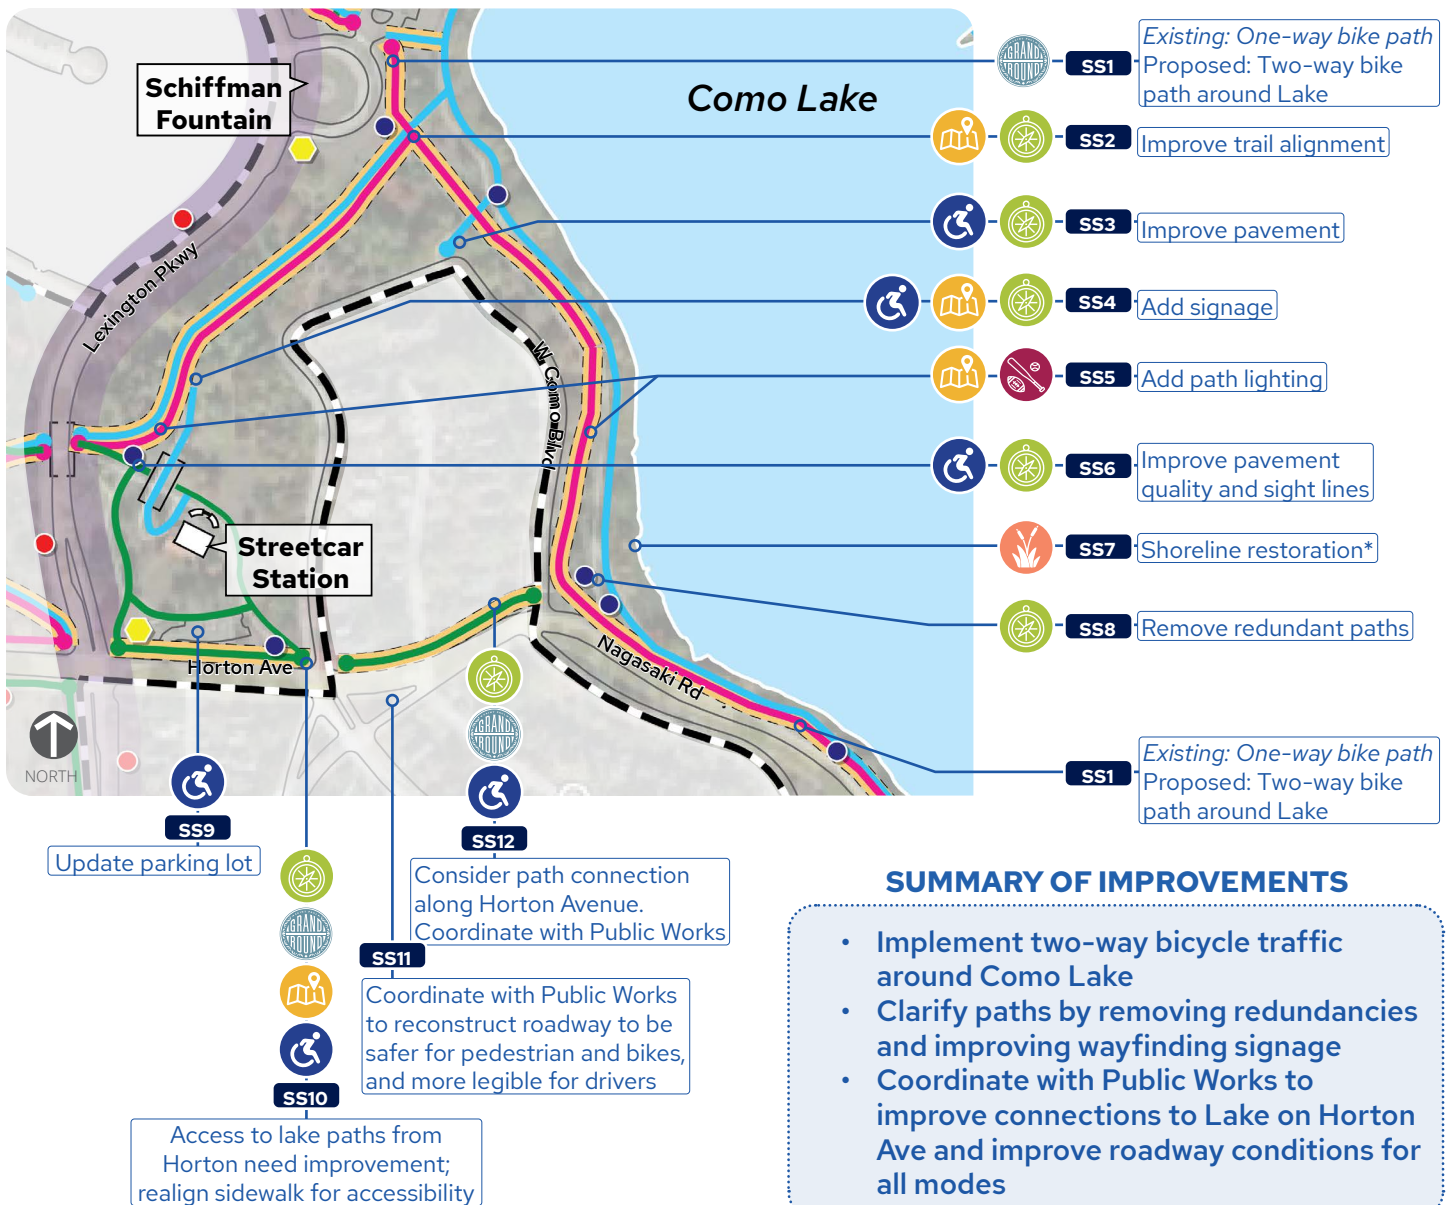 Schiffman
Fountain
Como Lake
Lexington Pkwy
W Como Blvd
Streetcar
Station
Horton Ave
Nagasaki Rd
NORTH
GRAND
ROUND
SS1
Existing: One-way bike path
Proposed: Two-way bike
path around Lake
SS2
Improve trail alignment
SS3
Improve pavement
SS4
Add signage
SS5
Add path lighting
SS6
Improve pavement
quality and sight lines
SS7
Shoreline restoration*
SS8
Remove redundant paths
SS1
Existing: One-way bike path
Proposed: Two-way bike
path around Lake
SS9
Update parking lot
GRAND
ROUND
SS10
Access to lake paths from
Horton need improvement;
realign sidewalk for accessibility
SS11
Coordinate with Public Works
to reconstruct roadway to be
safer for pedestrian and bikes,
and more legible for drivers
GRAND
ROUND
SS12
Consider path connection
along Horton Avenue.
Coordinate with Public Works
SUMMARY OF IMPROVEMENTS
• Implement two-way bicycle traffic
around Como Lake
• Clarify paths by removing redundancies
and improving wayfinding signage
• Coordinate with Public Works to
improve connections to Lake on Horton
Ave and improve roadway conditions for
all modes